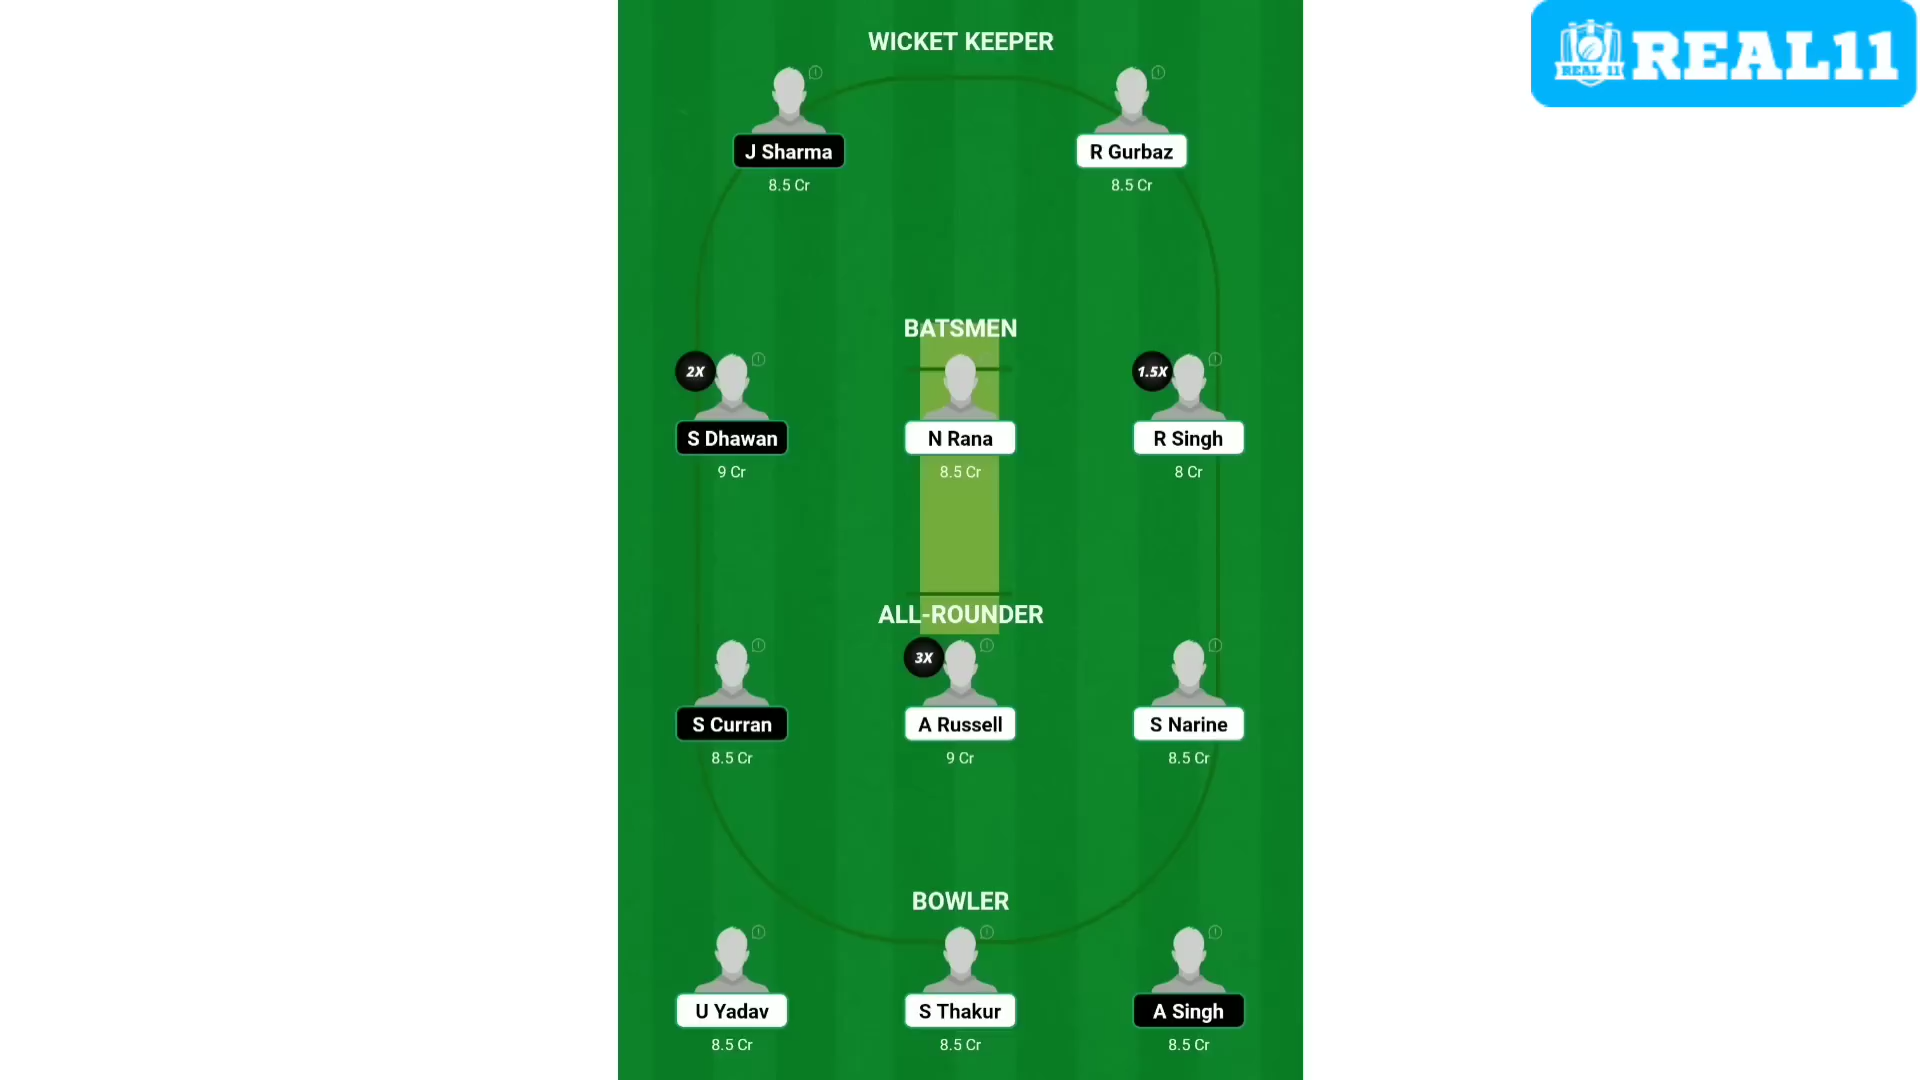 WICKET KEEPER
REAL 11 REAL11
J Sharma R Gurbaz
8.5 Cr 8.5 Cr
BATSMEN
2X 1.5X
S Dhawan N Rana R Singh
9 Cr 8.5 Cr 8 Cr
ALL-ROUNDER
3X
S Curran A Russell S Narine
8.5 Cr 9 Cr 8.5 Cr
BOWLER
U Yadav S Thakur A Singh
8.5 Cr 8.5 Cr 8.5 Cr